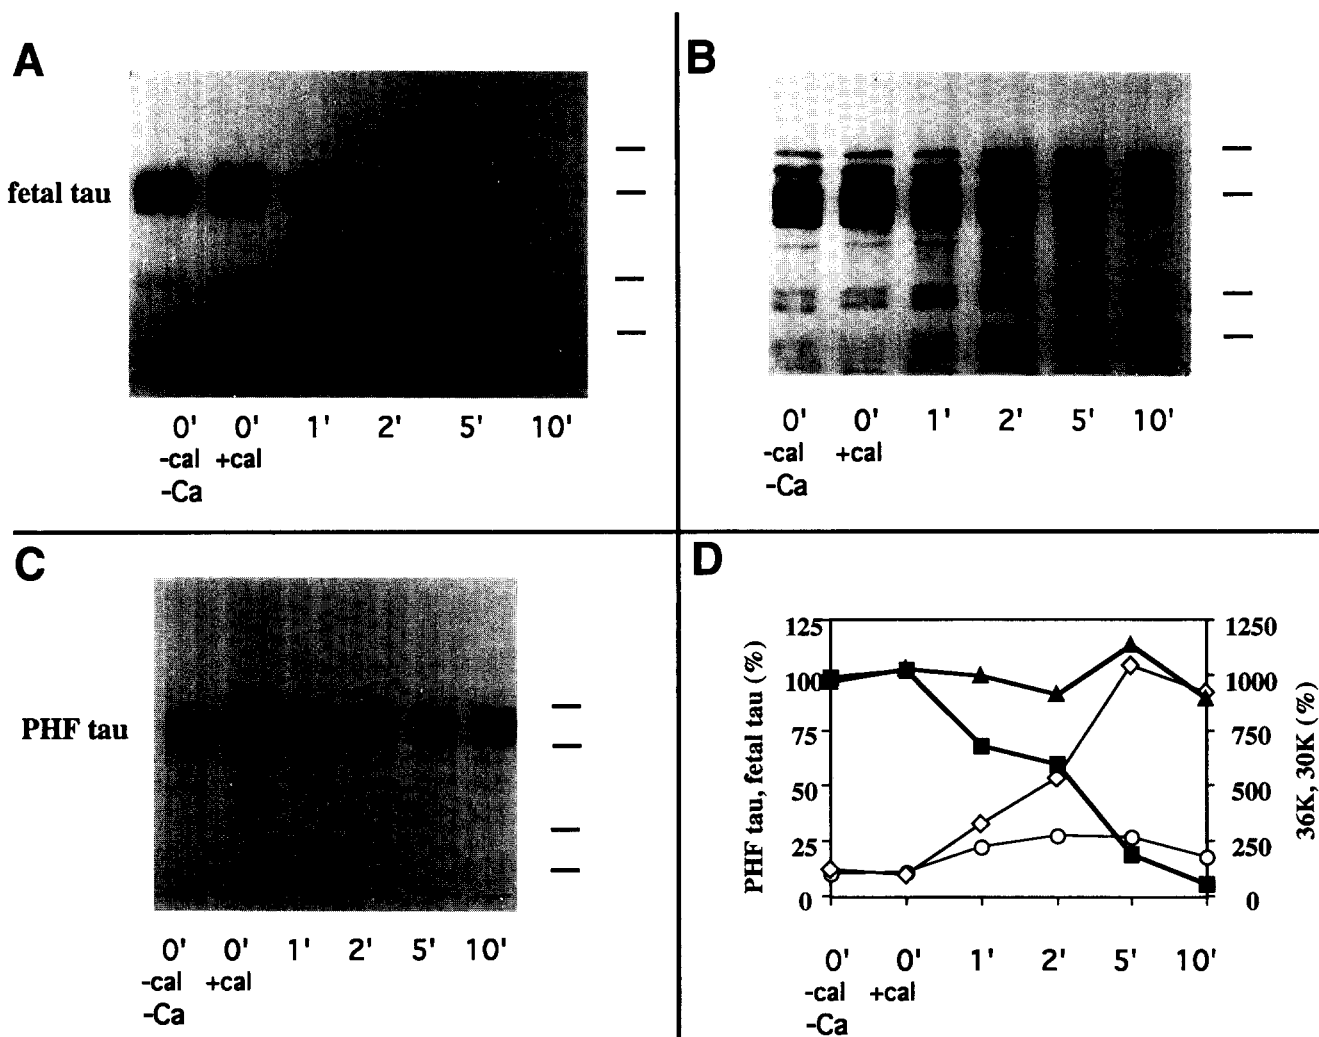 A
fetal tau
0' 0' 1' 2' 5' 10'
-cal +cal
-Ca
B
0' 0' 1' 2' 5' 10'
-cal +cal
-Ca
C
PHF tau
0' 0' 1' 2' 5' 10'
-cal +cal
-Ca
D
PHF tau, fetal tau (%)
125
100
75
50
25
0
1250
1000
750
500
250
0
36K, 30K (%)
0' 0' 1' 2' 5' 10'
-cal +cal
-Ca